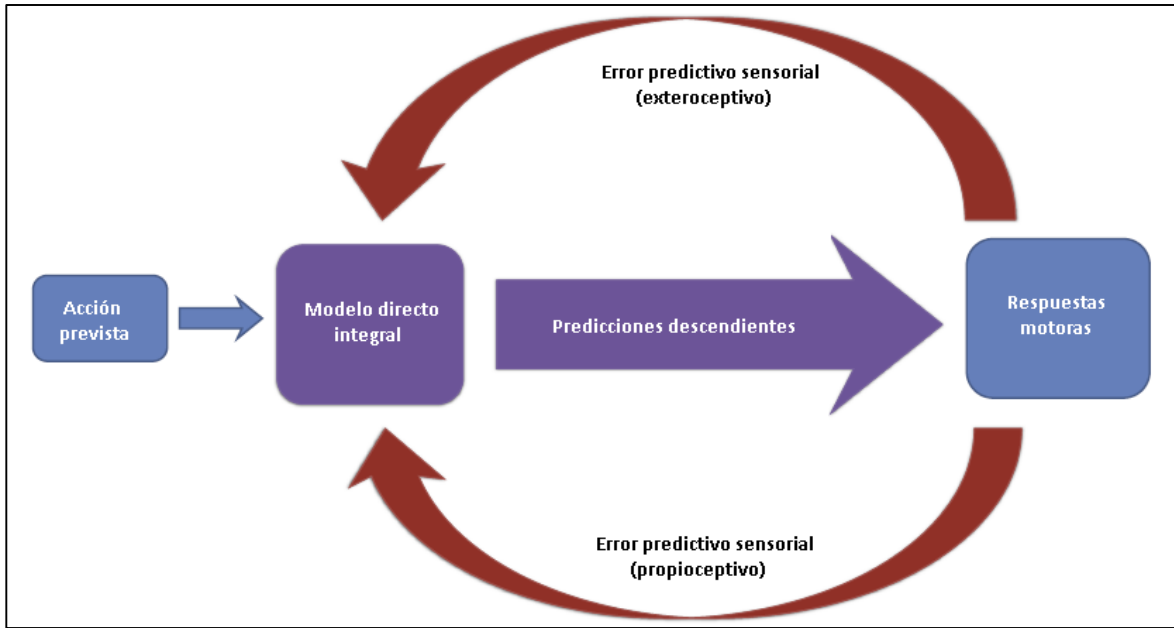 Error predictivo sensorial
(exteroceptivo)
Acción
prevista
Modelo directo
integral
Predicciones descendientes
Respuestas
motoras
Error predictivo sensorial
(propioceptivo)